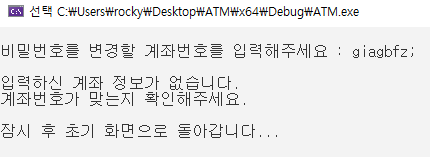 선택 C:₩Users₩rocky₩Desktop₩ATM₩x64₩Debug₩ATM.exe
비밀번호를 변경할 계좌번호를 입력해주세요 : giagbfz;
입력하신 계좌 정보가 없습니다.
계좌번호가 맞는지 확인해주세요.
잠시 후 초기 화면으로 돌아갑니다...